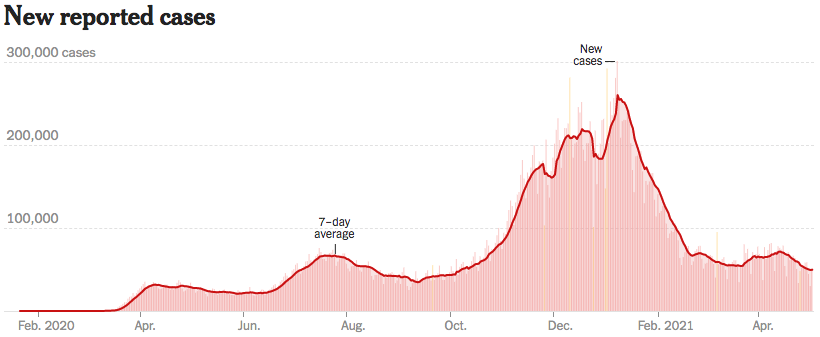 New reported cases
300,000 cases
New
cases
200,000
100,000
7-day
average
Feb. 2020
Apr.
Jun.
Aug.
Oct.
Dec.
Feb. 2021
Apr.